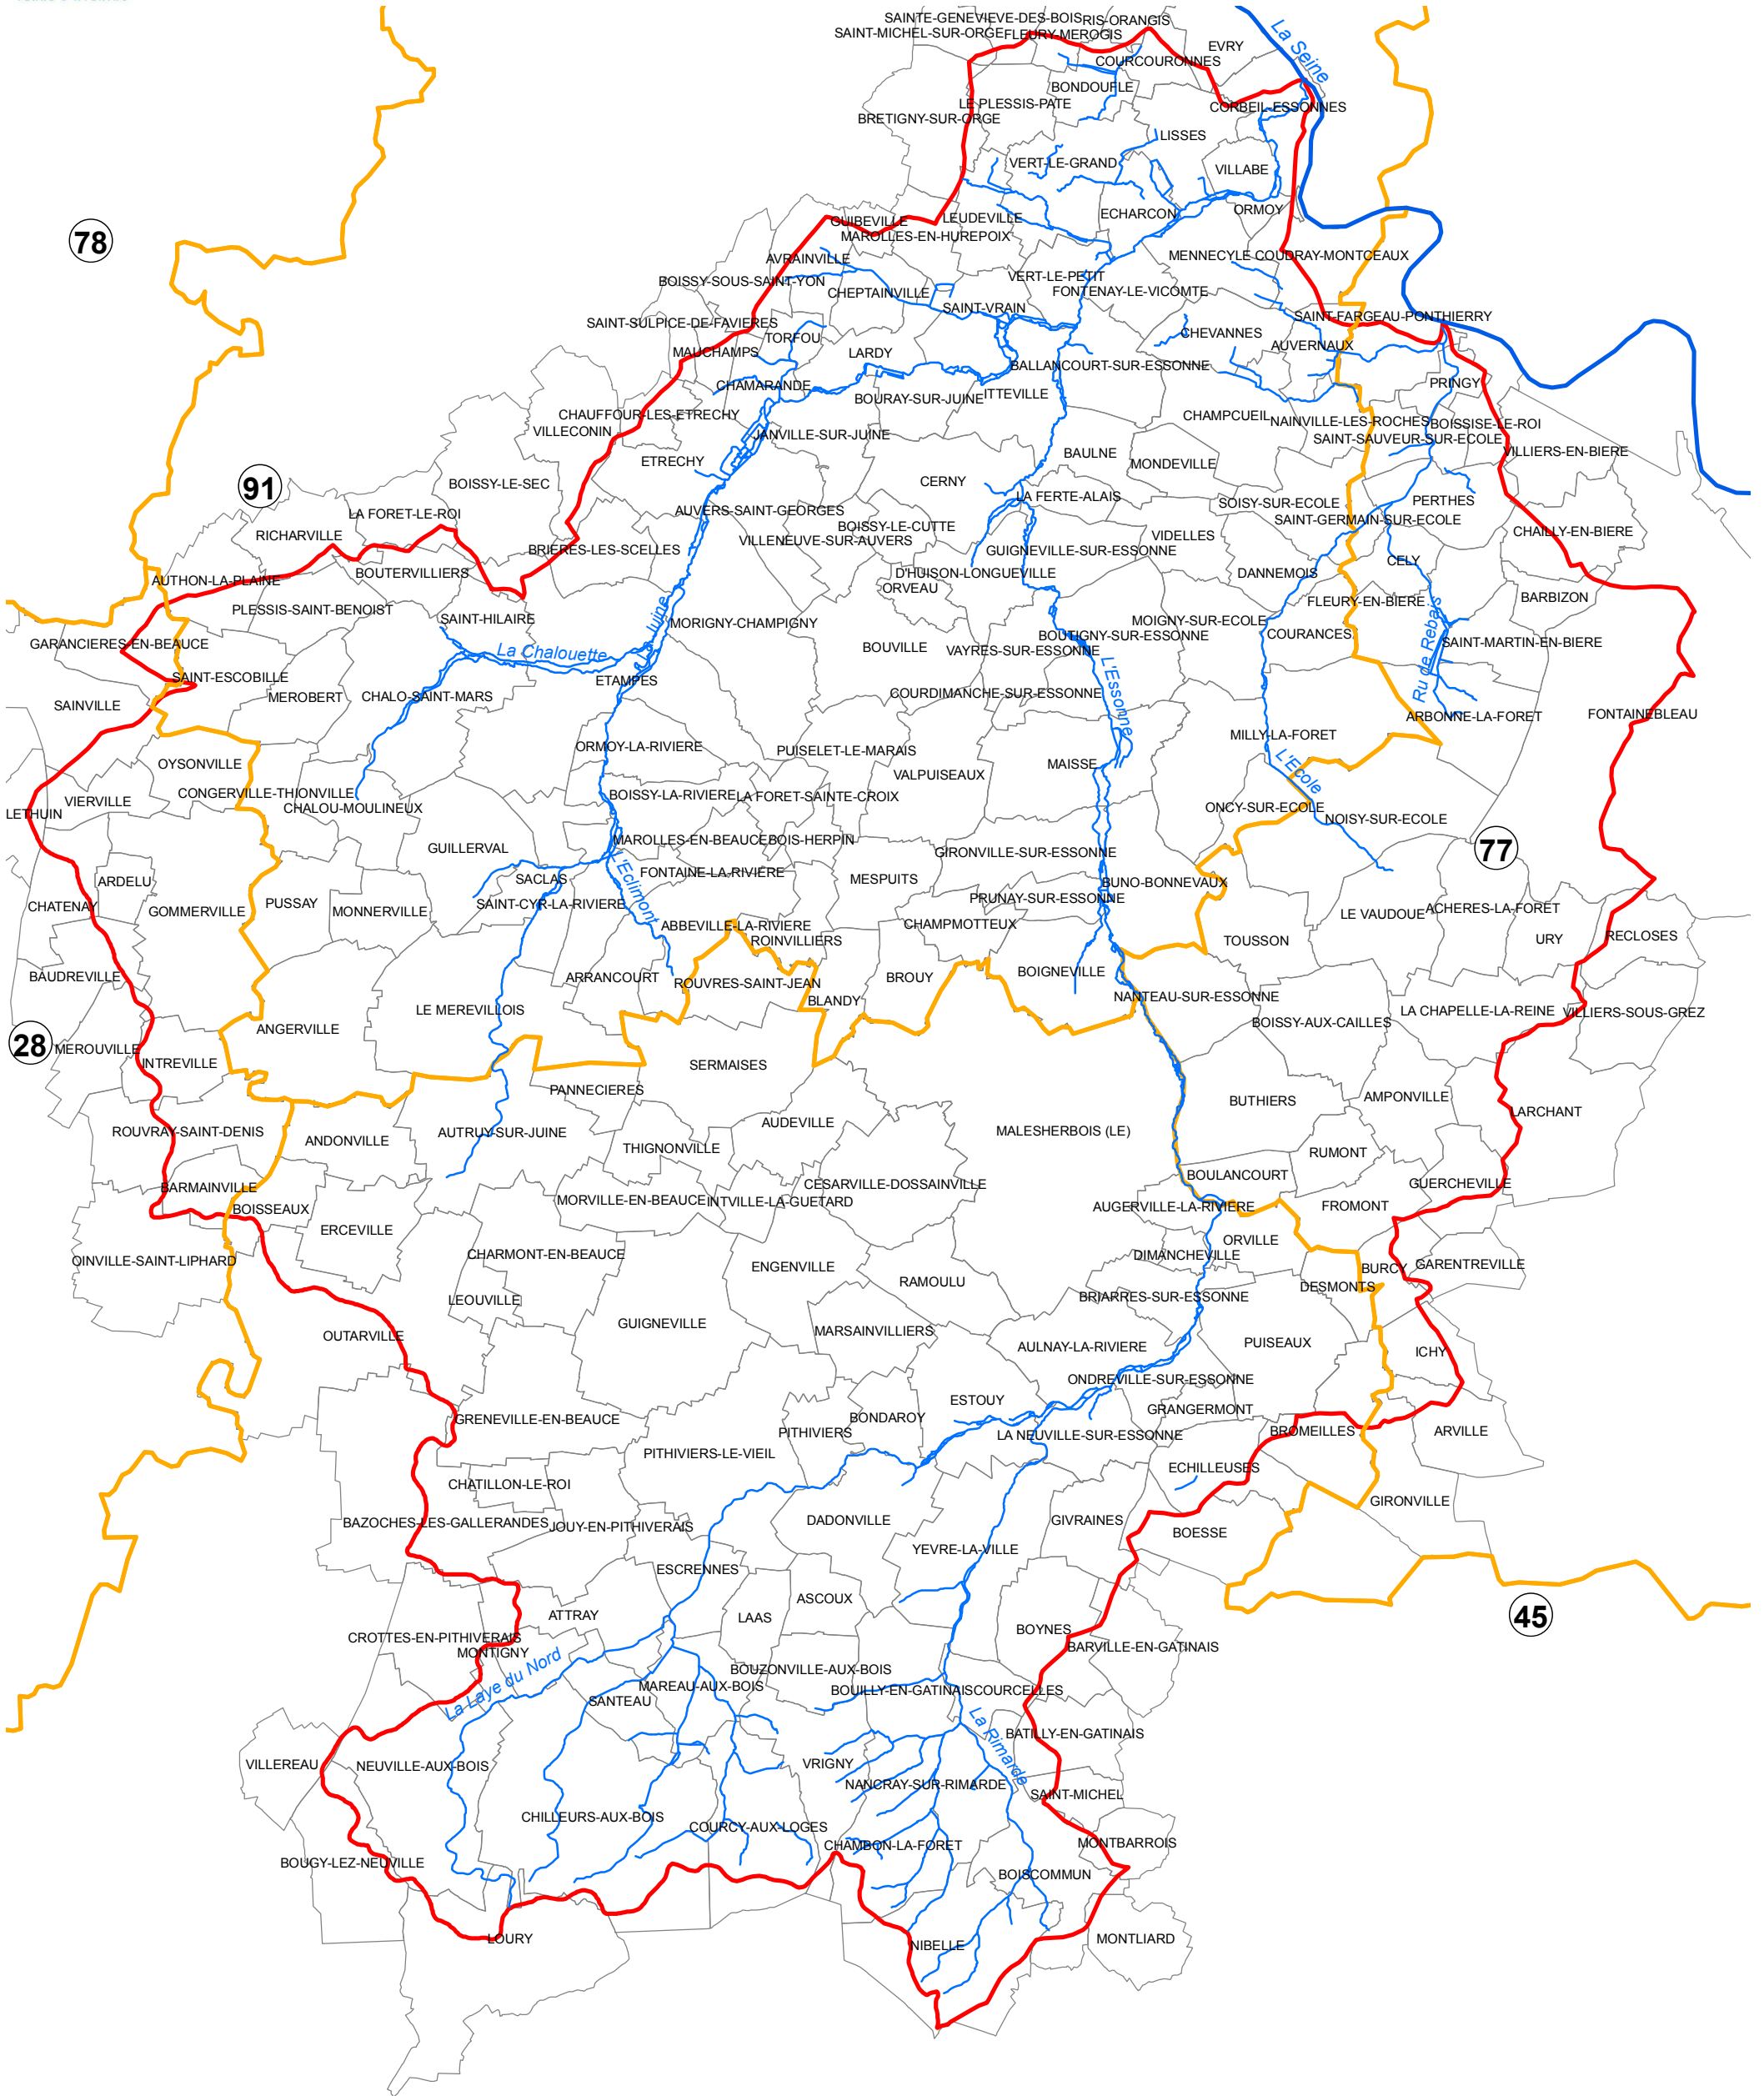 SAINTE-GENEVIEVE-DES-BOIS
RIS-ORANGIS
SAINT-MICHEL-SUR-ORGE
FLEURY-MEROGIS
EVRY
La Seine
COURCOURONNES
BONDOUFLE
LE PLESSIS-PATE
CORBEIL-ESSONNES
BRETIGNY-SUR-ORGE
LISSES
VERT-LE-GRAND
VILLABE
ECHARCON
ORMOY
LEUDEVILLE
GUIBEVILLE
MAROLLES-EN-HUREPOIX
78
AVRAINVILLE
MENNECY
LE COUDRAY-MONTCEAUX
BOISSY-SOUS-SAINT-YON
VERT-LE-PETIT
CHEPTAINVILLE
FONTENAY-LE-VICOMTE
SAINT-VRAIN
SAINT-FARGEAU-PONTHIERRY
SAINT-SULPICE-DE-FAVIERES
TORFOU
CHEVANNES
AUVERNAUX
MAUCHAMPS
LARDY
BALLANCOURT-SUR-ESSONNE
CHAMARANDE
PRINGY
BOURAY-SUR-JUINE
ITTEVILLE
CHAUFFOUR-LES-ETRECHY
CHAMPCUEIL
NAINVILLE-LES-ROCHES
BOISSISE-LE-ROI
VILLECONIN
JANVILLE-SUR-JUINE
SAINT-SAUVEUR-SUR-ECOLE
ETRECHY
BAULNE
MONDEVILLE
VILLIERS-EN-BIERE
91
BOISSY-LE-SEC
CERNY
LA FERTE-ALAIS
SOISY-SUR-ECOLE
PERTHES
LA FORET-LE-ROI
AUVERS-SAINT-GEORGES
BOISSY-LE-CUTTE
SAINT-GERMAIN-SUR-ECOLE
RICHARVILLE
VILLENEUVE-SUR-AUVERS
VIDELLES
CHAILLY-EN-BIERE
BRIERES-LES-SCELLES
GUIGNEVILLE-SUR-ESSONNE
CELY
AUTHON-LA-PLAINE
BOUTERVILLIERS
D'HUISON-LONGUEVILLE
DANNEMOIS
ORVEAU
BARBIZON
PLESSIS-SAINT-BENOIST
SAINT-HILAIRE
La Juine
MORIGNY-CHAMPIGNY
MOIGNY-SUR-ECOLE
FLEURY-EN-BIERE
Ru de Rebais
GARANCIERES-EN-BEAUCE
La Chalouette
BOUVILLE
BOUTIGNY-SUR-ESSONNE
COURANCES
SAINT-MARTIN-EN-BIERE
VAYRES-SUR-ESSONNE
SAINT-ESCOBILLE
ETAMPES
L'Essonne
MEROBERT
CHALO-SAINT-MARS
COURDIMANCHE-SUR-ESSONNE
SAINVILLE
ARBONNE-LA-FORET
FONTAINEBLEAU
ORMOY-LA-RIVIERE
PUISELET-LE-MARAIS
MILLY-LA-FORET
OYSONVILLE
VALPUISEAUX
MAISSE
L'Ecole
CONGERVILLE-THIONVILLE
BOISSY-LA-RIVIERE
LA FORET-SAINTE-CROIX
VIERVILLE
CHALOU-MOULINEUX
ONCY-SUR-ECOLE
LETHUIN
NOISY-SUR-ECOLE
GUILLERVAL
MAROLLES-EN-BEAUCE
BOIS-HERPIN
GIRONVILLE-SUR-ESSONNE
77
FONTAINE-LA-RIVIERE
SACLAS
L'Eclimont
MESPUITS
BUNO-BONNEVAUX
ARDELU
PRUNAY-SUR-ESSONNE
CHATENAY
GOMMERVILLE
PUSSAY
MONNERVILLE
SAINT-CYR-LA-RIVIERE
LE VAUDOUE
ACHERES-LA-FORET
ABBEVILLE-LA-RIVIERE
CHAMPMOTTEUX
ROINVILLIERS
TOUSSON
URY
RECLOSES
BAUDREVILLE
ARRANCOURT
ROUVRES-SAINT-JEAN
BROUY
BOIGNEVILLE
BLANDY
NANTEAU-SUR-ESSONNE
LE MEREVILLOIS
LA CHAPELLE-LA-REINE
VILLIERS-SOUS-GREZ
ANGERVILLE
BOISSY-AUX-CAILLES
28
MEROUVILLE
INTREVILLE
SERMAISES
PANNECIERES
BUTHIERS
AMPONVILLE
LARCHANT
AUDEVILLE
ROUVRAY-SAINT-DENIS
ANDONVILLE
AUTRUY-SUR-JUINE
MALESHERBOIS (LE)
THIGNONVILLE
RUMONT
BOULANCOURT
BARMAINVILLE
CESARVILLE-DOSSAINVILLE
GUERCHEVILLE
MORVILLE-EN-BEAUCE
INTVILLE-LA-GUETARD
AUGERVILLE-LA-RIVIERE
FROMONT
BOISSEAUX
ERCEVILLE
ORVILLE
CHARMONT-EN-BEAUCE
DIMANCHEVILLE
OINVILLE-SAINT-LIPHARD
ENGENVILLE
BURCY
GARENTREVILLE
RAMOULU
DESMONTS
LEOUVILLE
BRIARRES-SUR-ESSONNE
GUIGNEVILLE
MARSAINVILLIERS
OUTARVILLE
AULNAY-LA-RIVIERE
PUISEAUX
ICHY
ONDREVILLE-SUR-ESSONNE
ESTOUY
GRANGERMONT
GRENEVILLE-EN-BEAUCE
BONDAROY
PITHIVIERS
LA NEUVILLE-SUR-ESSONNE
BROMEILLES
ARVILLE
PITHIVIERS-LE-VIEIL
ECHILLEUSES
CHATILLON-LE-ROI
GIRONVILLE
BAZOCHES-LES-GALLERANDES
JOUY-EN-PITHIVERAIS
DADONVILLE
GIVRAINES
BOESSE
YEVRE-LA-VILLE
ESCRENNES
ASCOUX
45
ATTRAY
LAAS
BOYNES
CROTTES-EN-PITHIVERAIS
BARVILLE-EN-GATINAIS
MONTIGNY
La Laye du Nord
BOUZONVILLE-AUX-BOIS
MAREAU-AUX-BOIS
BOUILLY-EN-GATINAIS
COURCELLES
SANTEAU
La Rimarde
BATILLY-EN-GATINAIS
VILLEREAU
NEUVILLE-AUX-BOIS
VRIGNY
NANCRAY-SUR-RIMARDE
SAINT-MICHEL
CHILLEURS-AUX-BOIS
COURCY-AUX-LOGES
CHAMBON-LA-FORET
MONTBARROIS
BOUGY-LEZ-NEUVILLE
BOISCOMMUN
LOURY
NIBELLE
MONTLIARD